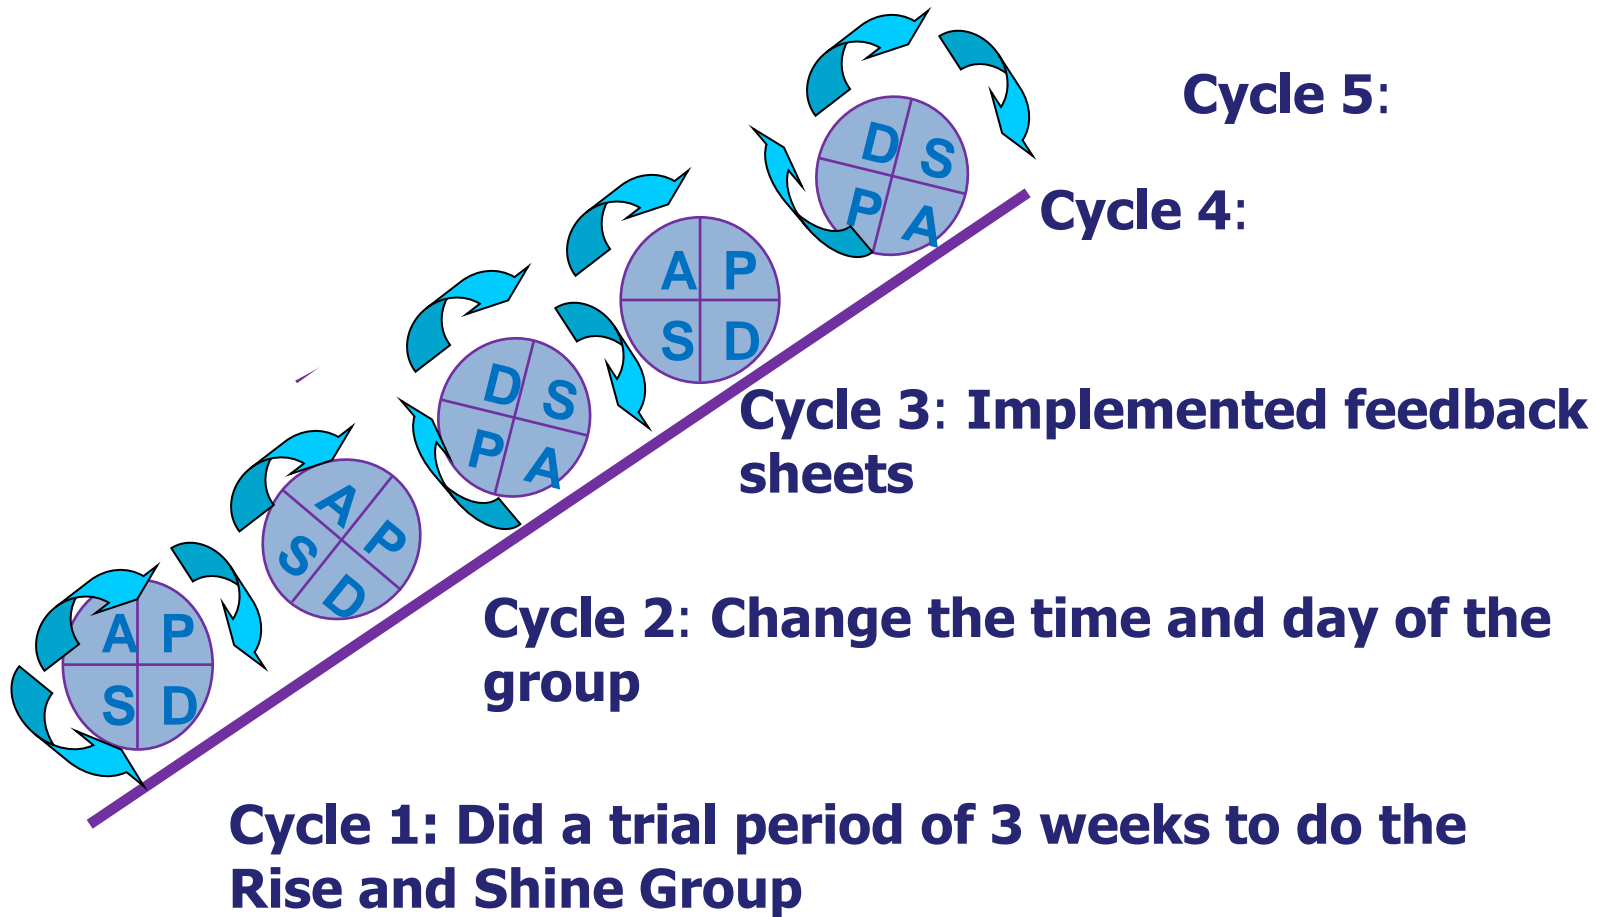 Cycle 5:
D S
P A
Cycle 4:
A P
S D
D S
P A
Cycle 3: Implemented feedback
sheets
A P
S D
Cycle 2: Change the time and day of the
group
A P
S D
Cycle 1: Did a trial period of 3 weeks to do the
Rise and Shine Group